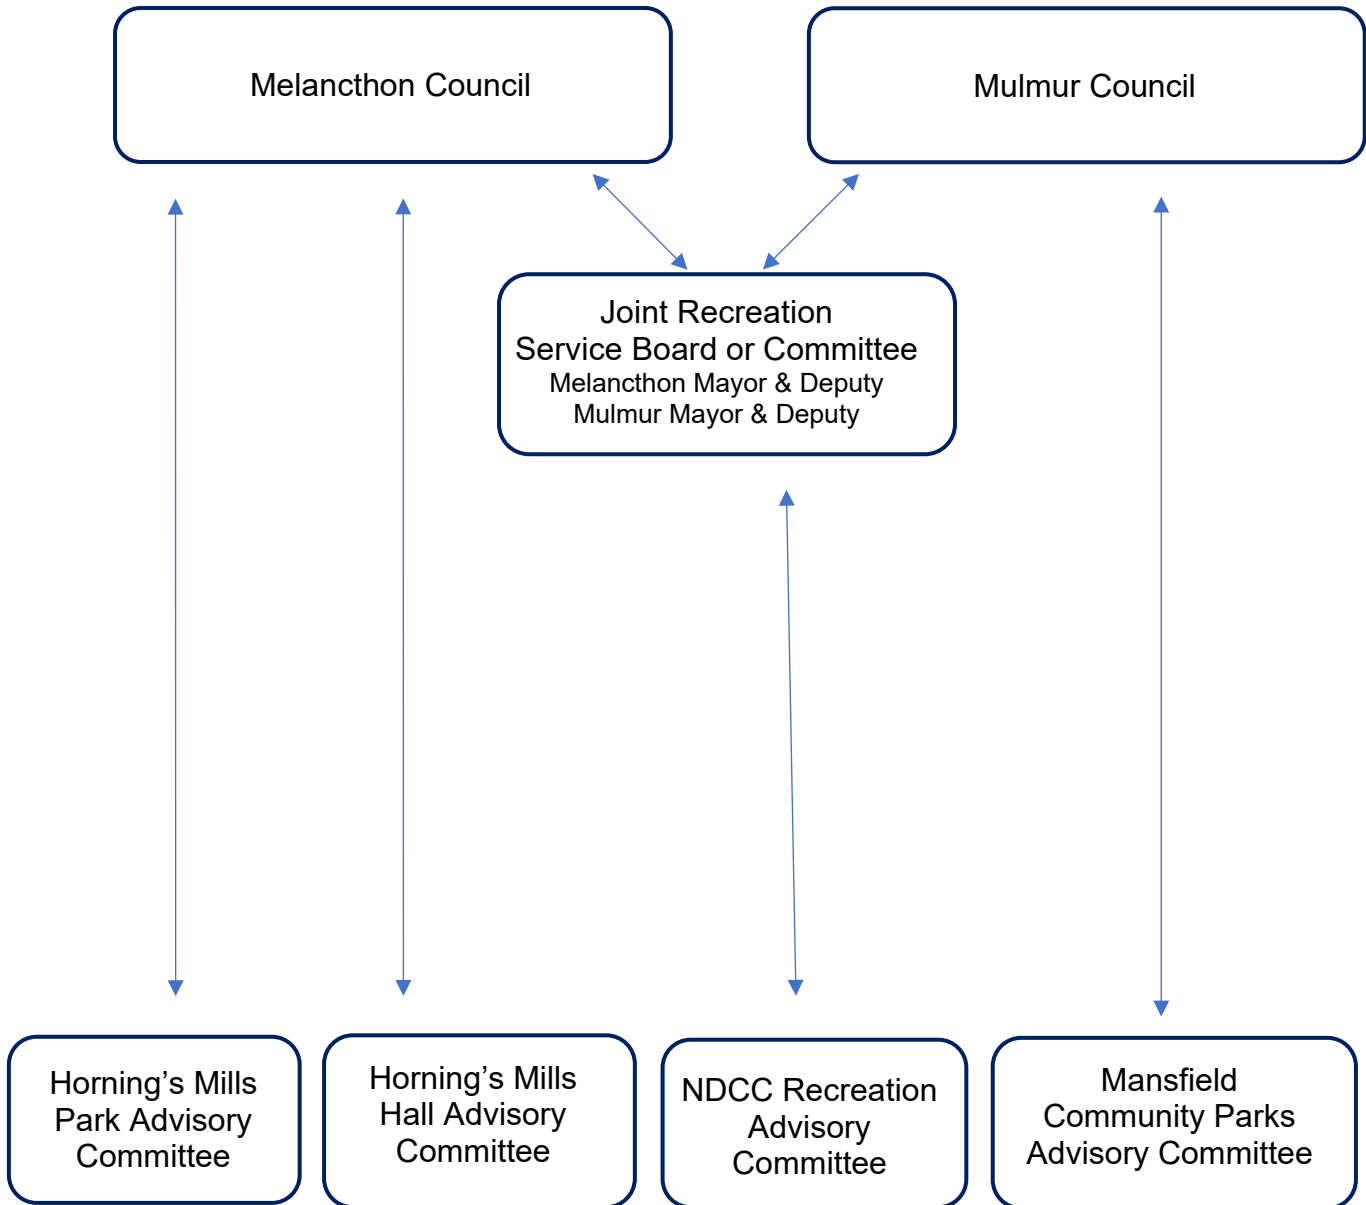 Melancthon Council
Mulmur Council
Joint Recreation
Service Board or Committee
Melancthon Mayor & Deputy
Mulmur Mayor & Deputy
Horning’s Mills
Park Advisory
Committee
Horning’s Mills
Hall Advisory
Committee
NDCC Recreation
Advisory
Committee
Mansfield
Community Parks
Advisory Committee